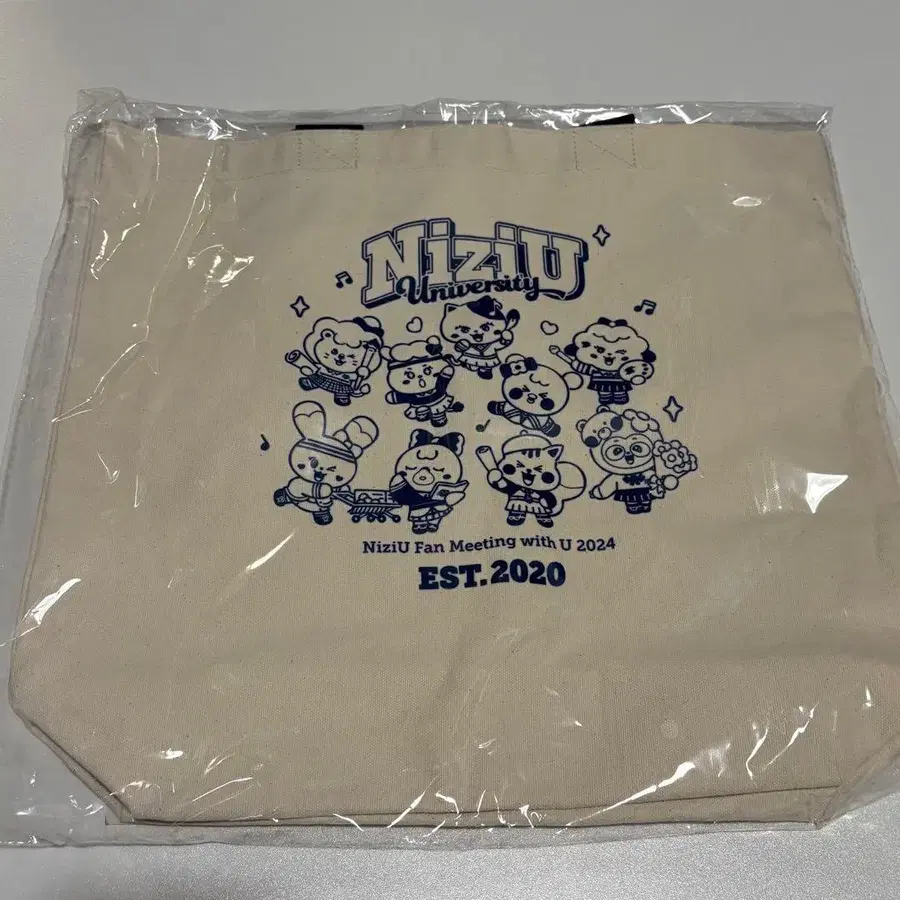 NiziU
University
NiziU Fan Meeting with U 2024
EST.2020